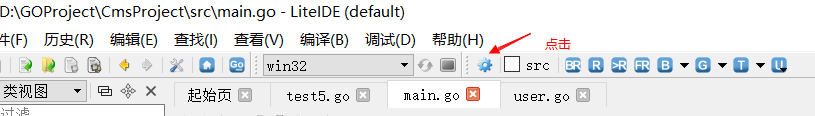 D:\GOProject\CmsProject\src\main.go - LiteIDE (default)
件(F) 历史(R) 编辑(E) 查找(I) 查看(V) 编译(B) 调试(D) 帮助(H)
点击
Go win32 src BR R >R FR B G T U
类视图 起始页 test5.go main.go user.go
过滤